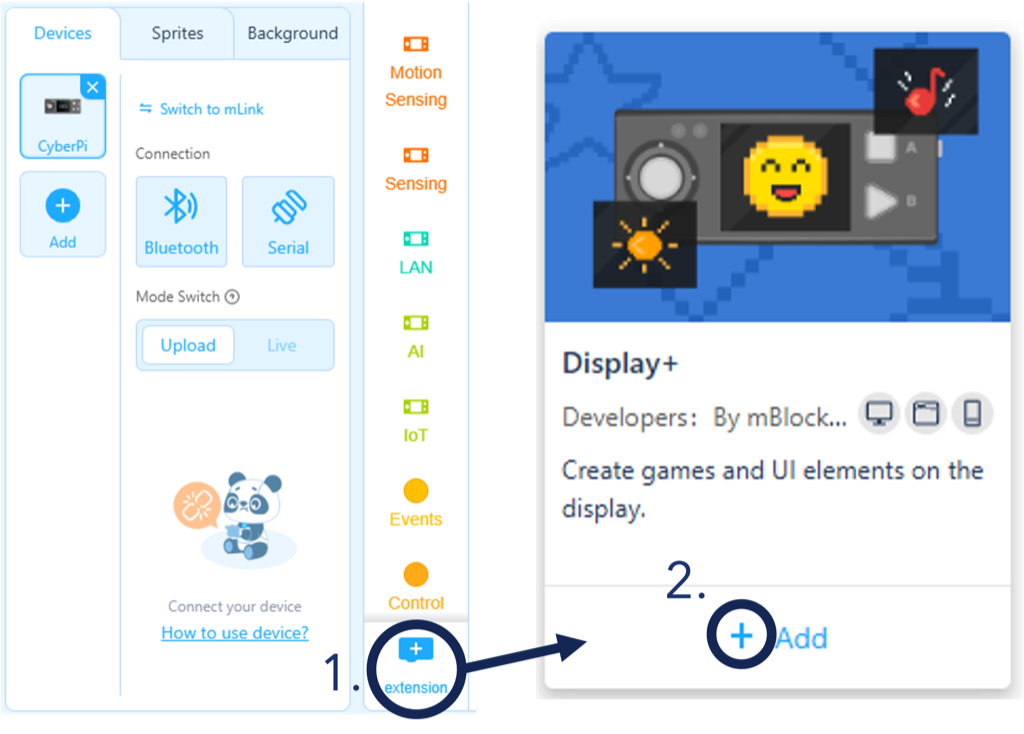 Devices
Sprites
Background
CyberPi
Add
Switch to mLink
Connection
Bluetooth
Serial
Mode Switch
Upload
Live
Connect your device
How to use device?
Motion
Sensing
Sensing
LAN
AI
IoT
Events
Control
1.
extension
A
B
Display+
Developers: By mBlock...
Create games and UI elements on the
display.
2.
+ Add